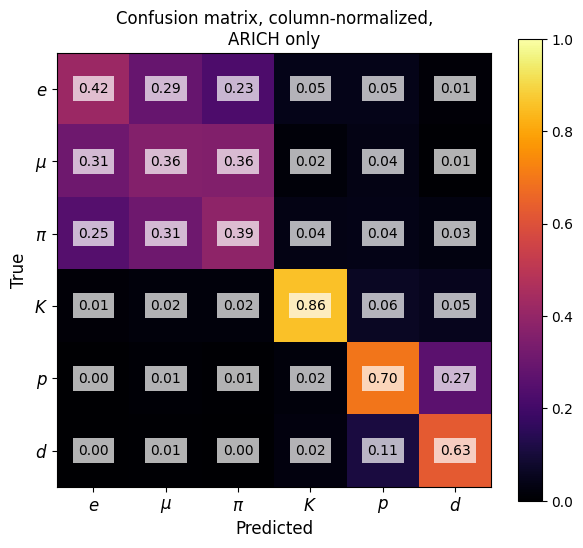 Confusion matrix, column-normalized,
ARICH only
True
e 0.42 0.29 0.23 0.05 0.05 0.01
μ 0.31 0.36 0.36 0.02 0.04 0.01
π 0.25 0.31 0.39 0.04 0.04 0.03
K 0.01 0.02 0.02 0.86 0.06 0.05
p 0.00 0.01 0.01 0.02 0.70 0.27
d 0.00 0.01 0.00 0.02 0.11 0.63
e μ π K p d
Predicted
1.0
0.8
0.6
0.4
0.2
0.0